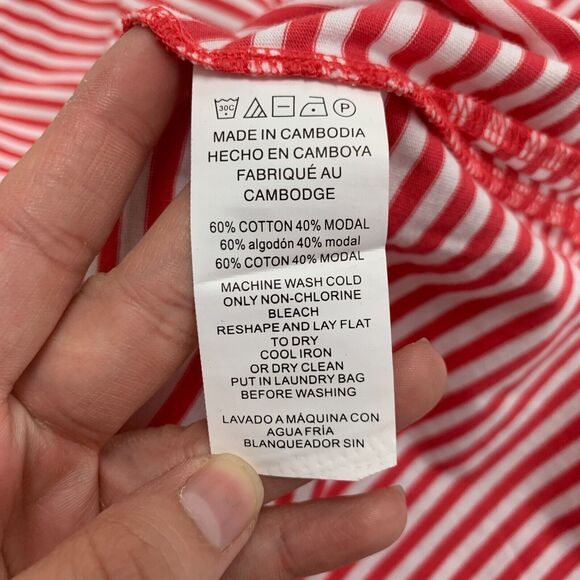 30C P
MADE IN CAMBODIA
HECHO EN CAMBOYA
FABRIQUÉ AU
CAMBODGE
60% COTTON 40% MODAL
60% algodón 40% modal
60% COTON 40% MODAL
MACHINE WASH COLD
ONLY NON-CHLORINE
BLEACH
RESHAPE AND LAY FLAT
TO DRY
COOL IRON
OR DRY CLEAN
PUT IN LAUNDRY BAG
BEFORE WASHING
LAVADO A MÁQUINA CON
AGUA FRÍA
BLANQUEADOR SIN